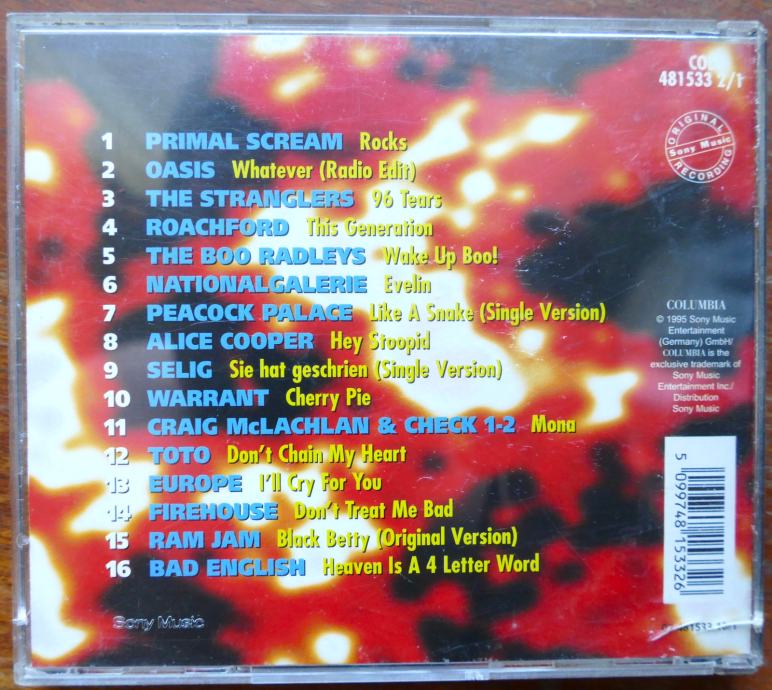 COL
481533 2/1
ORIGINAL
Sony Music
RECORDING
1 PRIMAL SCREAM Rocks
2 OASIS Whatever (Radio Edit)
3 THE STRANGLERS 96 Tears
4 ROACHFORD This Generation
5 THE BOO RADLEYS Wake Up Boo!
6 NATIONALGALERIE Evelin
7 PEACOCK PALACE Like A Snake (Single Version)
8 ALICE COOPER Hey Stoopid
9 SELIG Sie hat geschrien (Single Version)
10 WARRANT Cherry Pie
11 CRAIG McLACHLAN & CHECK 1-2 Mona
12 TOTO Don't Chain My Heart
13 EUROPE I'll Cry For You
14 FIREHOUSE Don't Treat Me Bad
15 RAM JAM Black Betty (Original Version)
16 BAD ENGLISH Heaven Is A 4 Letter Word
COLUMBIA
© 1995 Sony Music
Entertainment
(Germany) GmbH/
COLUMBIA is the
exclusive trademark of
Sony Music
Entertainment Inc./
Distribution
Sony Music
5 099748 153326
Sony Music